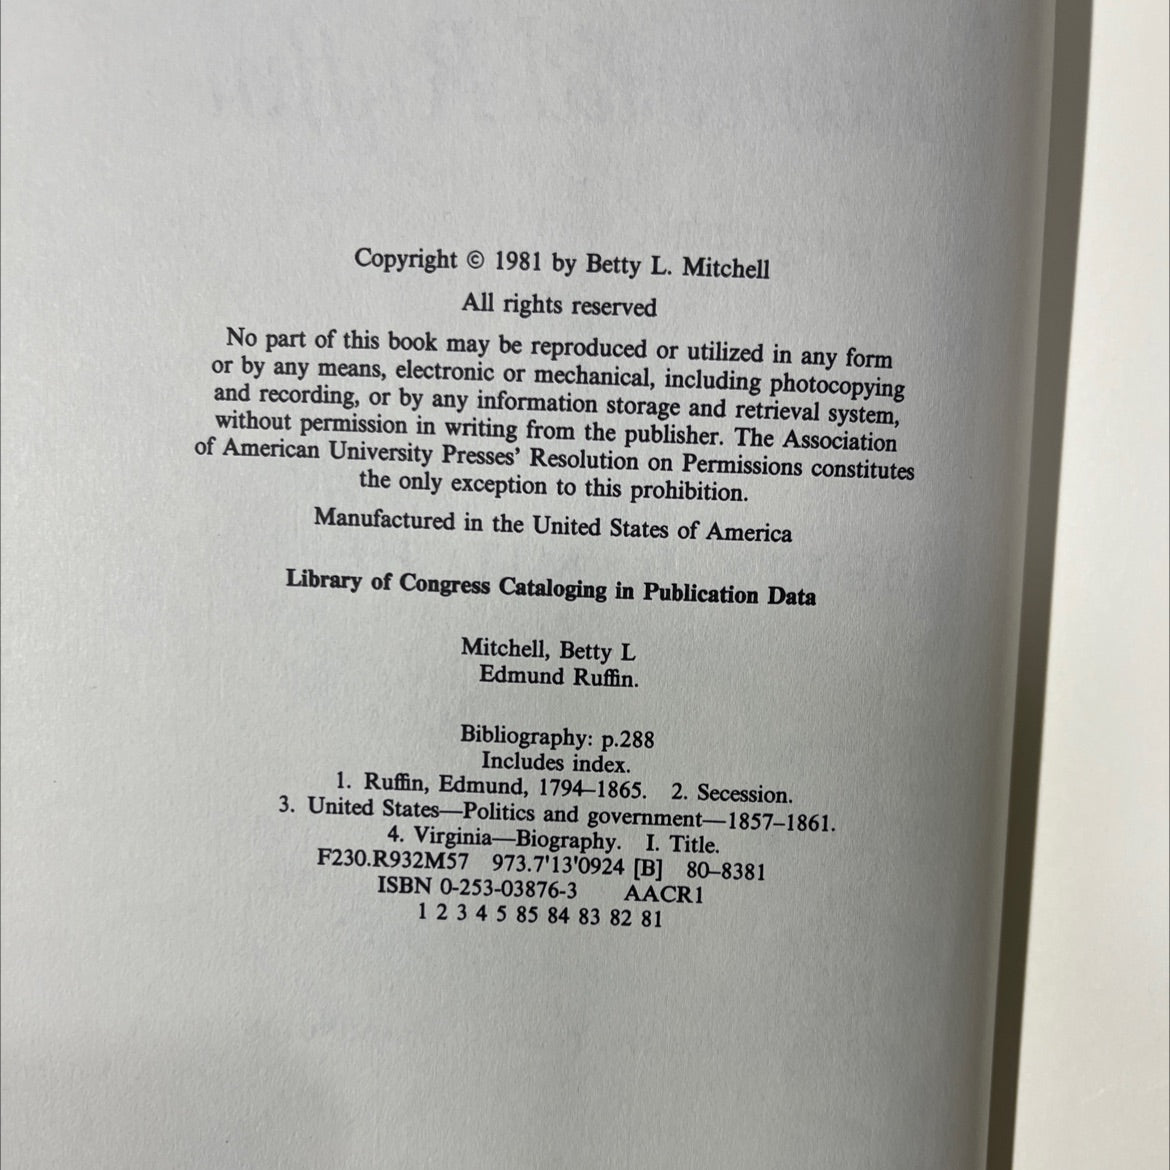 Copyright © 1981 by Betty L. Mitchell
All rights reserved
No part of this book may be reproduced or utilized in any form
or by any means, electronic or mechanical, including photocopying
and recording, or by any information storage and retrieval system,
without permission in writing from the publisher. The Association
of American University Presses' Resolution on Permissions constitutes
the only exception to this prohibition.
Manufactured in the United States of America
Library of Congress Cataloging in Publication Data
Mitchell, Betty L
Edmund Ruffin.
Bibliography: p.288
Includes index.
1. Ruffin, Edmund, 1794–1865. 2. Secession.
3. United States—Politics and government—1857–1861.
4. Virginia—Biography. I. Title.
F230.R932M57 973.7'13'0924 [B] 80–8381
ISBN 0-253-03876-3 AACR1
1 2 3 4 5 85 84 83 82 81